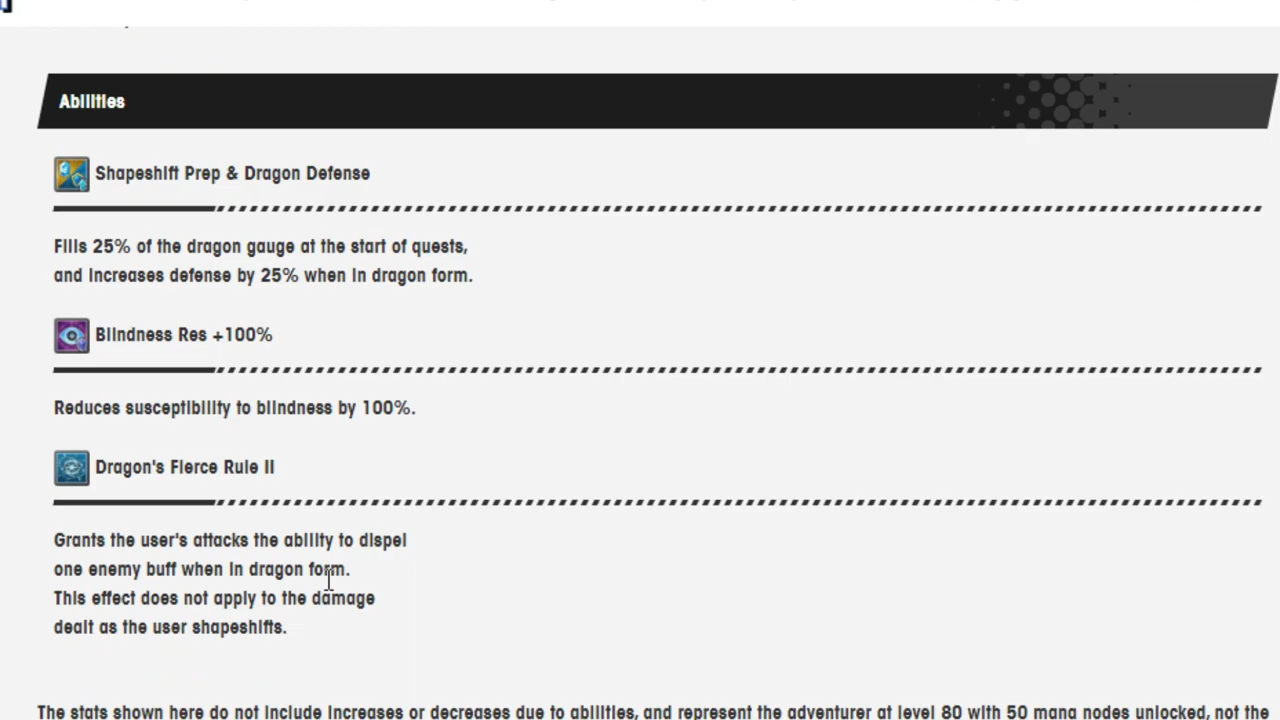 Abilities
Shapeshift Prep & Dragon Defense
Fills 25% of the dragon gauge at the start of quests,
and increases defense by 25% when in dragon form.
Blindness Res +100%
Reduces susceptibility to blindness by 100%.
Dragon's Fierce Rule II
Grants the user's attacks the ability to dispel
one enemy buff when in dragon form.
This effect does not apply to the damage
dealt as the user shapeshifts.
The stats shown here do not include increases or decreases due to abilities, and represent the adventurer at level 80 with 50 mana nodes unlocked, not the